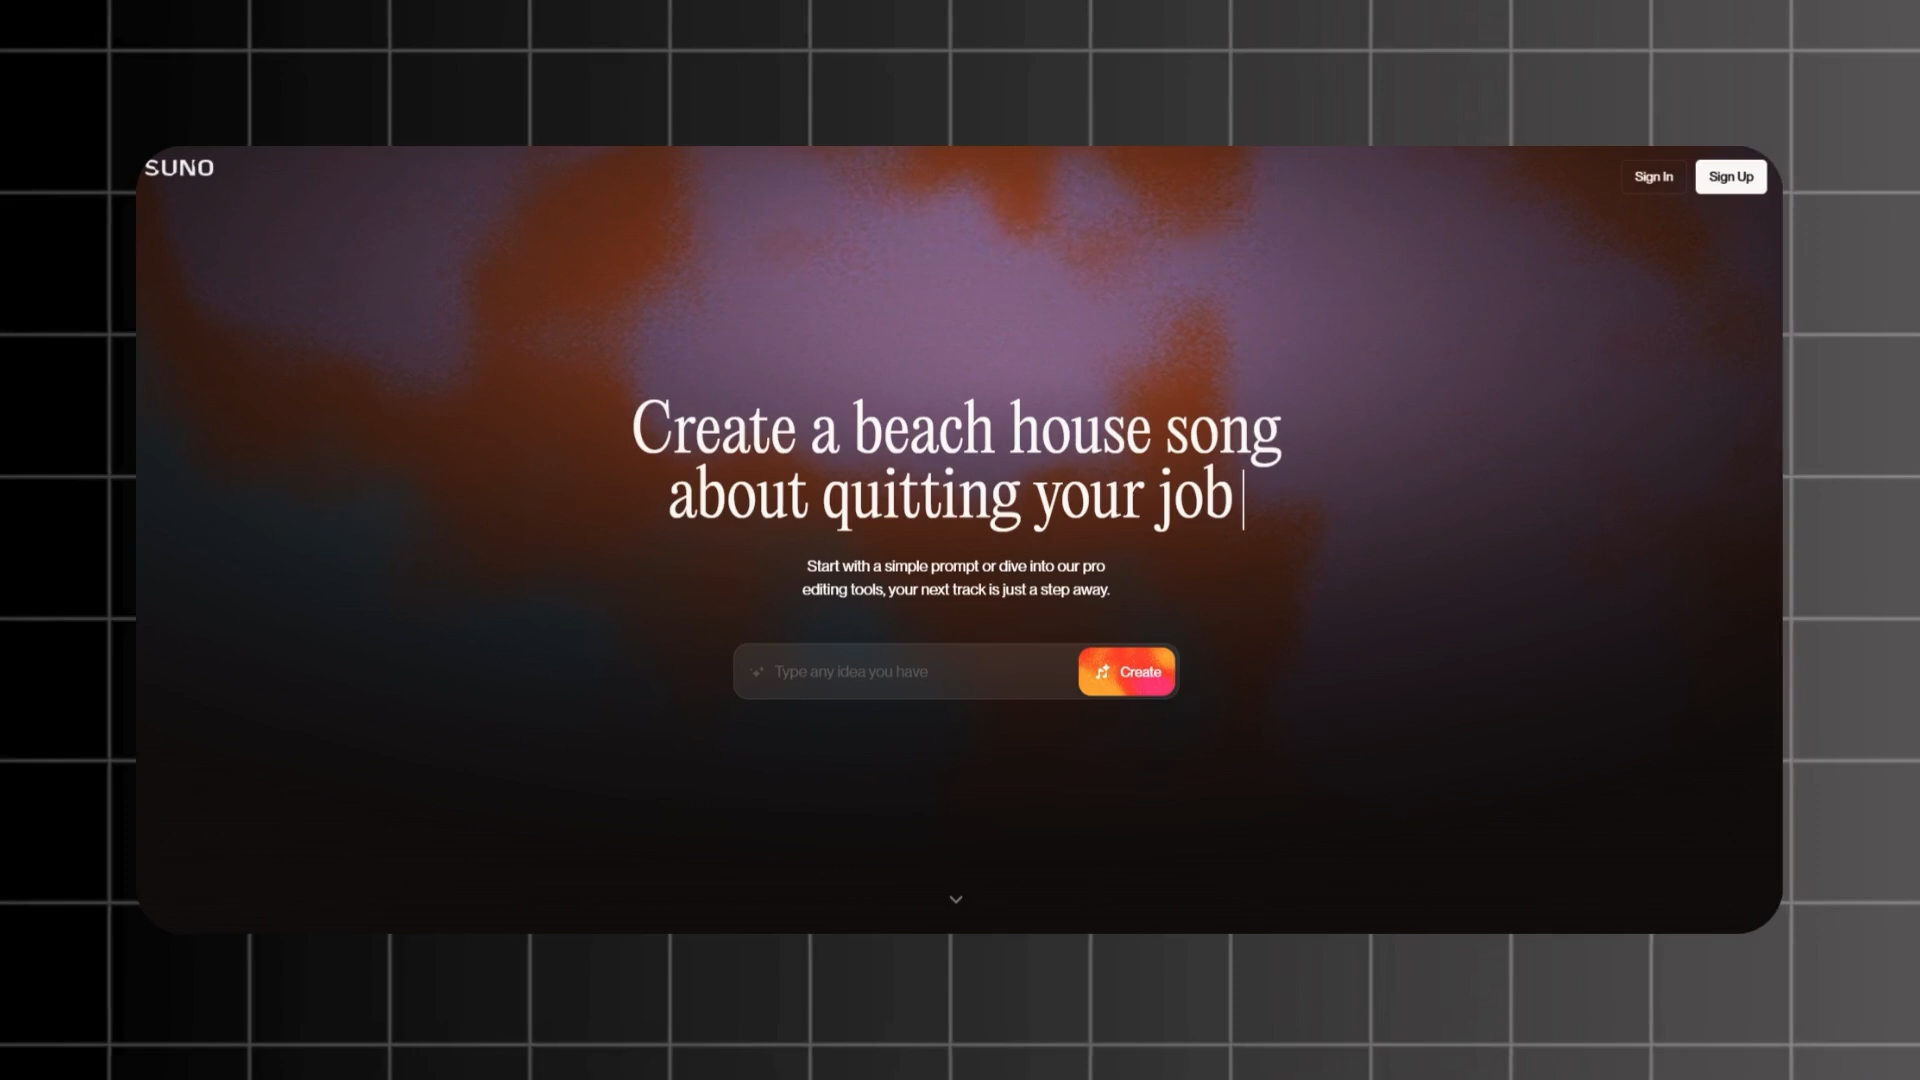 SUNO
Sign In
Sign Up
Create a beach house song
about quitting your job
Start with a simple prompt or dive into our pro
editing tools, your next track is just a step away.
Type any idea you have
Create